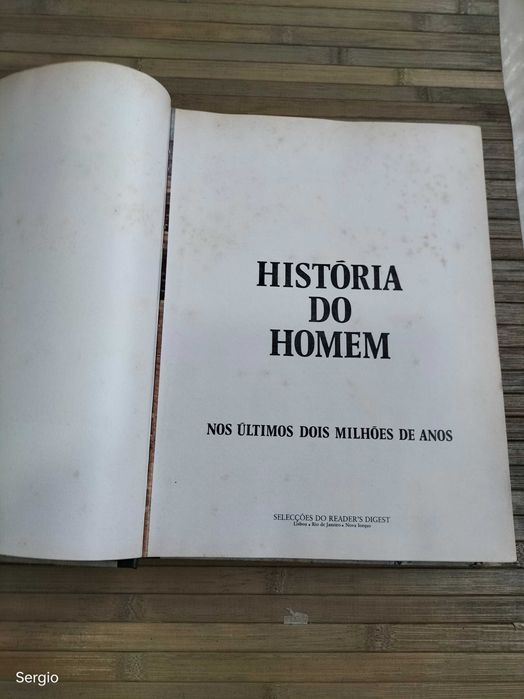 HISTÓRIA
DO
HOMEM
NOS ÚLTIMOS DOIS MILHÕES DE ANOS
SELECÇÕES DO READER'S DIGEST
Lisboa • Rio de Janeiro • Nova Iorque
Sergio